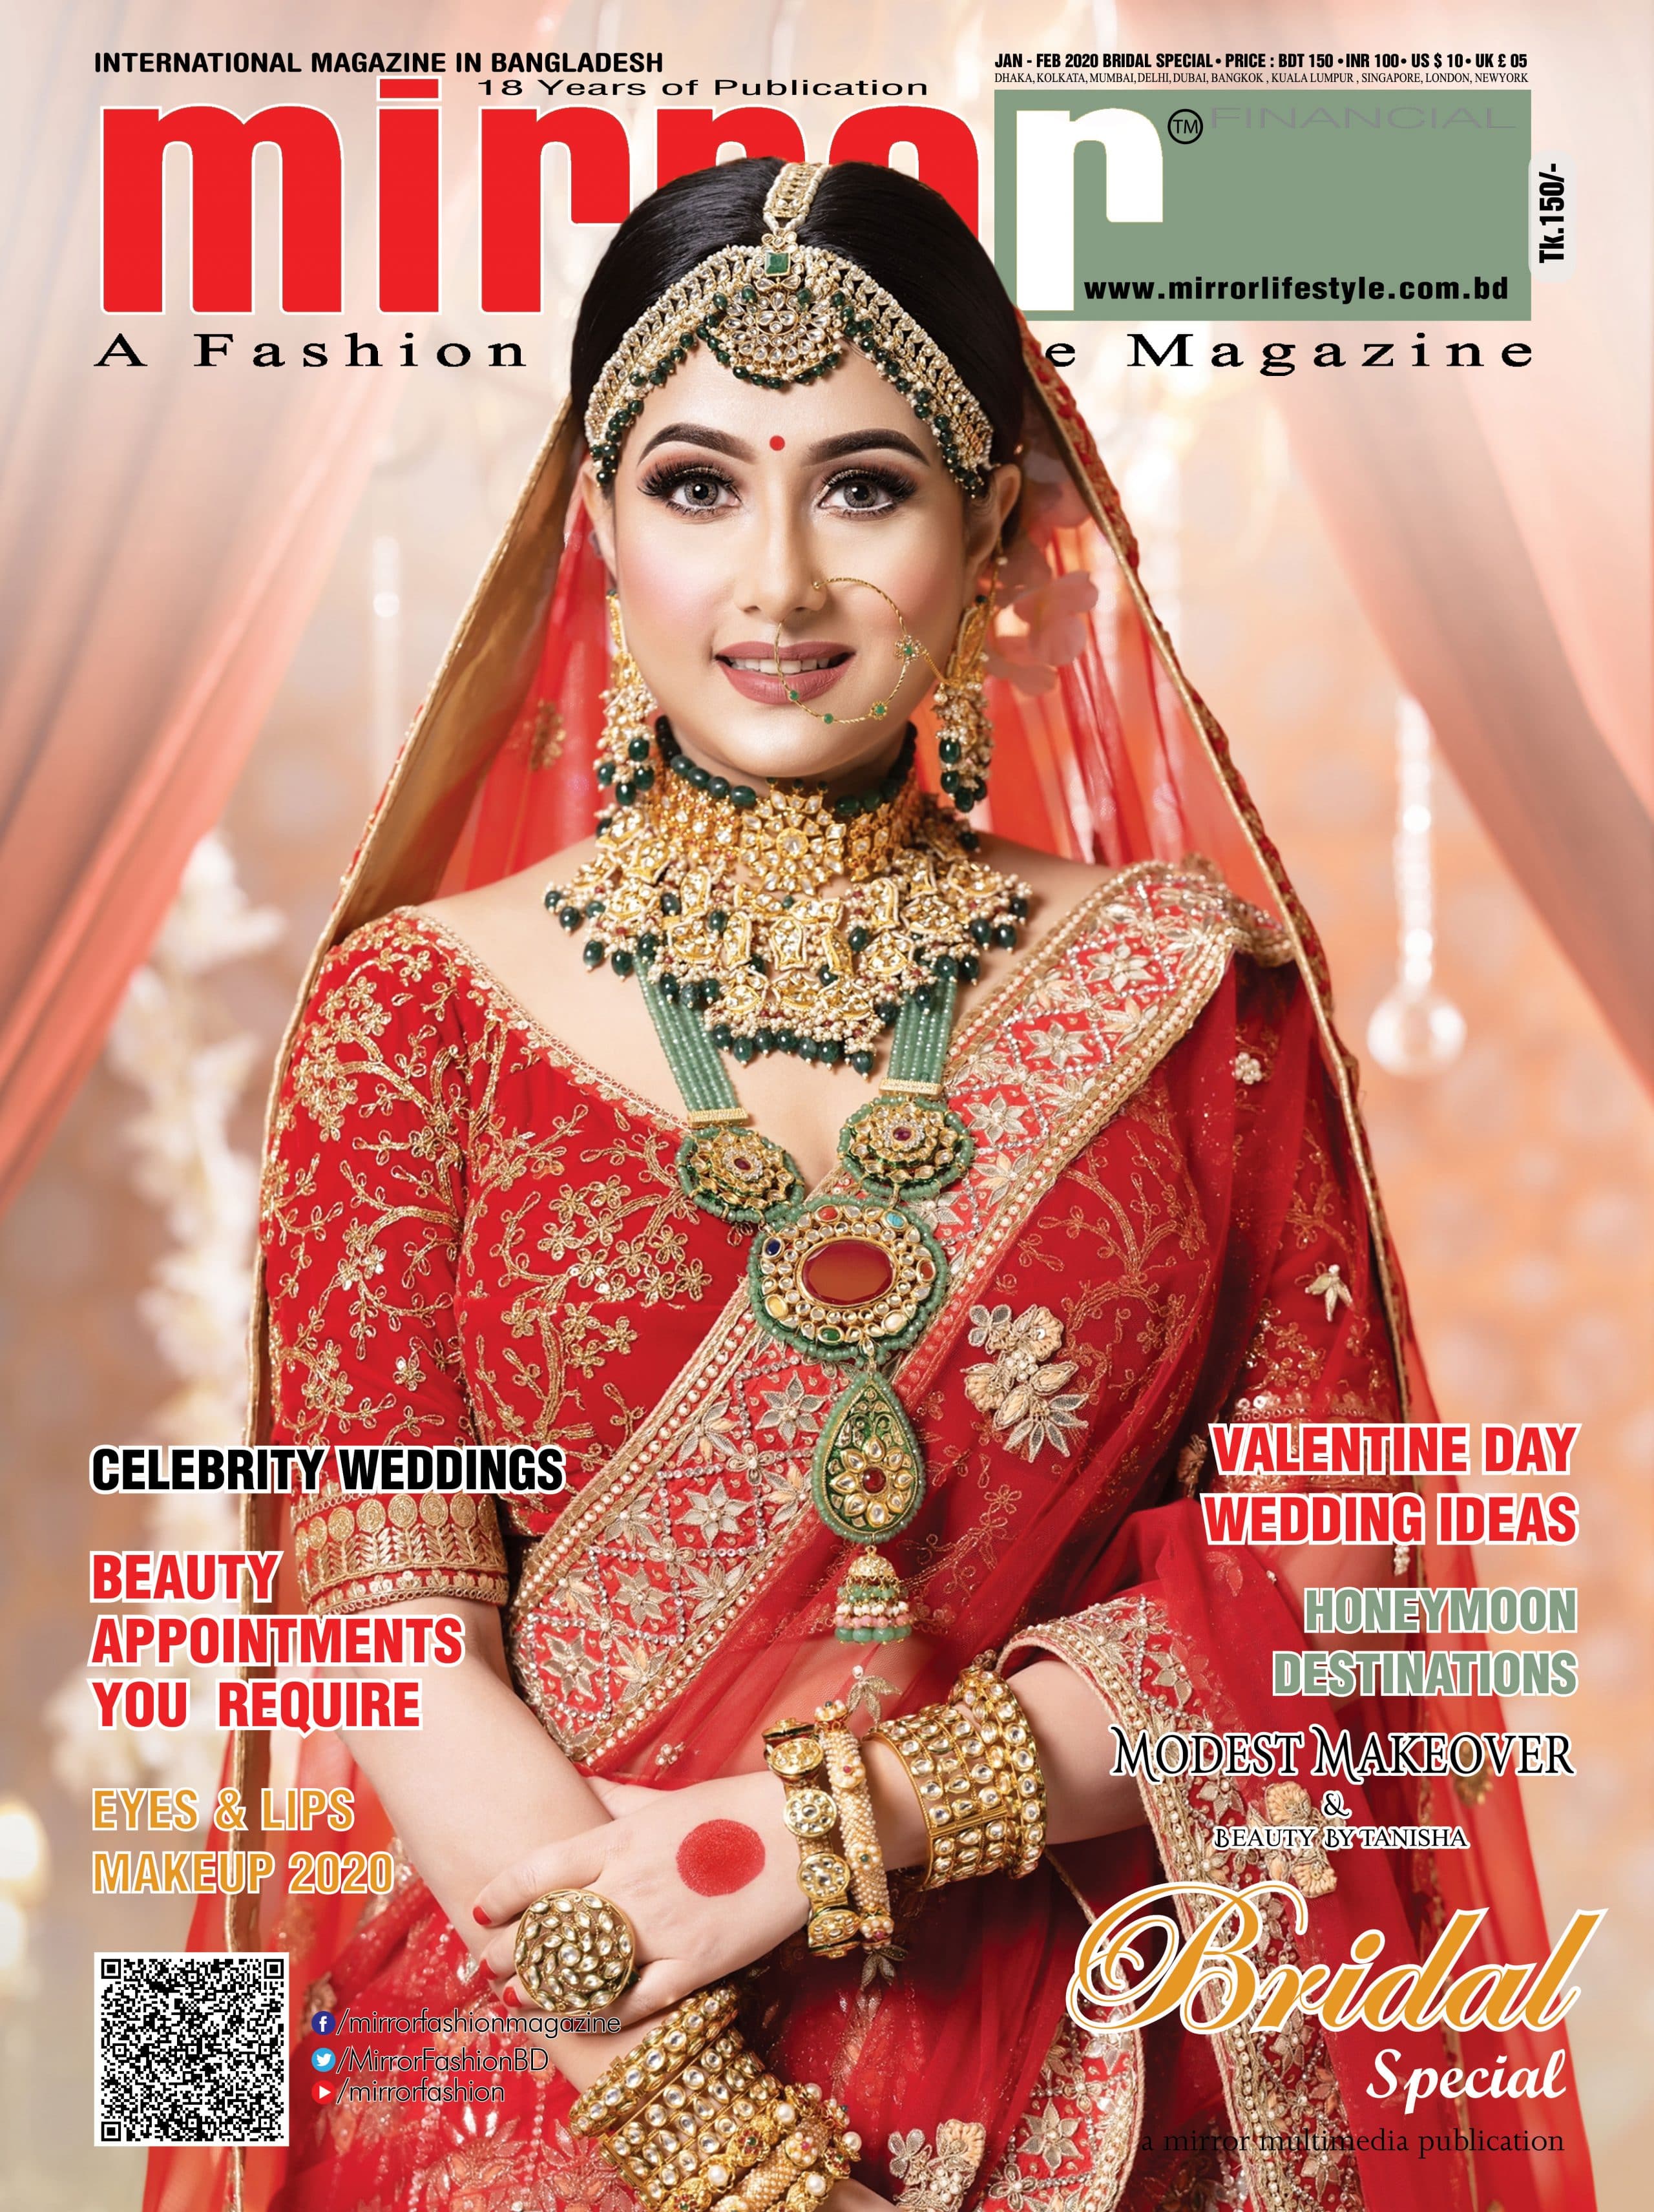 INTERNATIONAL MAGAZINE IN BANGLADESH
18 Years of Publication
JAN - FEB 2020 BRIDAL SPECIAL • PRICE : BDT 150 • INR 100• US $ 10• UK £ 05
DHAKA, KOLKATA, MUMBAI, DELHI, DUBAI, BANGKOK , KUALA LUMPUR , SINGAPORE, LONDON, NEWYORK
mirror
TM FINANCIAL
Tk.150/-
www.mirrorlifestyle.com.bd
A Fashion e Magazine
CELEBRITY WEDDINGS
BEAUTY
APPOINTMENTS
YOU REQUIRE
EYES & LIPS
MAKEUP 2020
/mirrorfashionmagazine
/MirrorFashionBD
/mirrorfashion
VALENTINE DAY
WEDDING IDEAS
HONEYMOON
DESTINATIONS
MODEST MAKEOVER
&
BEAUTY BY TANISHA
Bridal
Special
a mirror multimedia publication